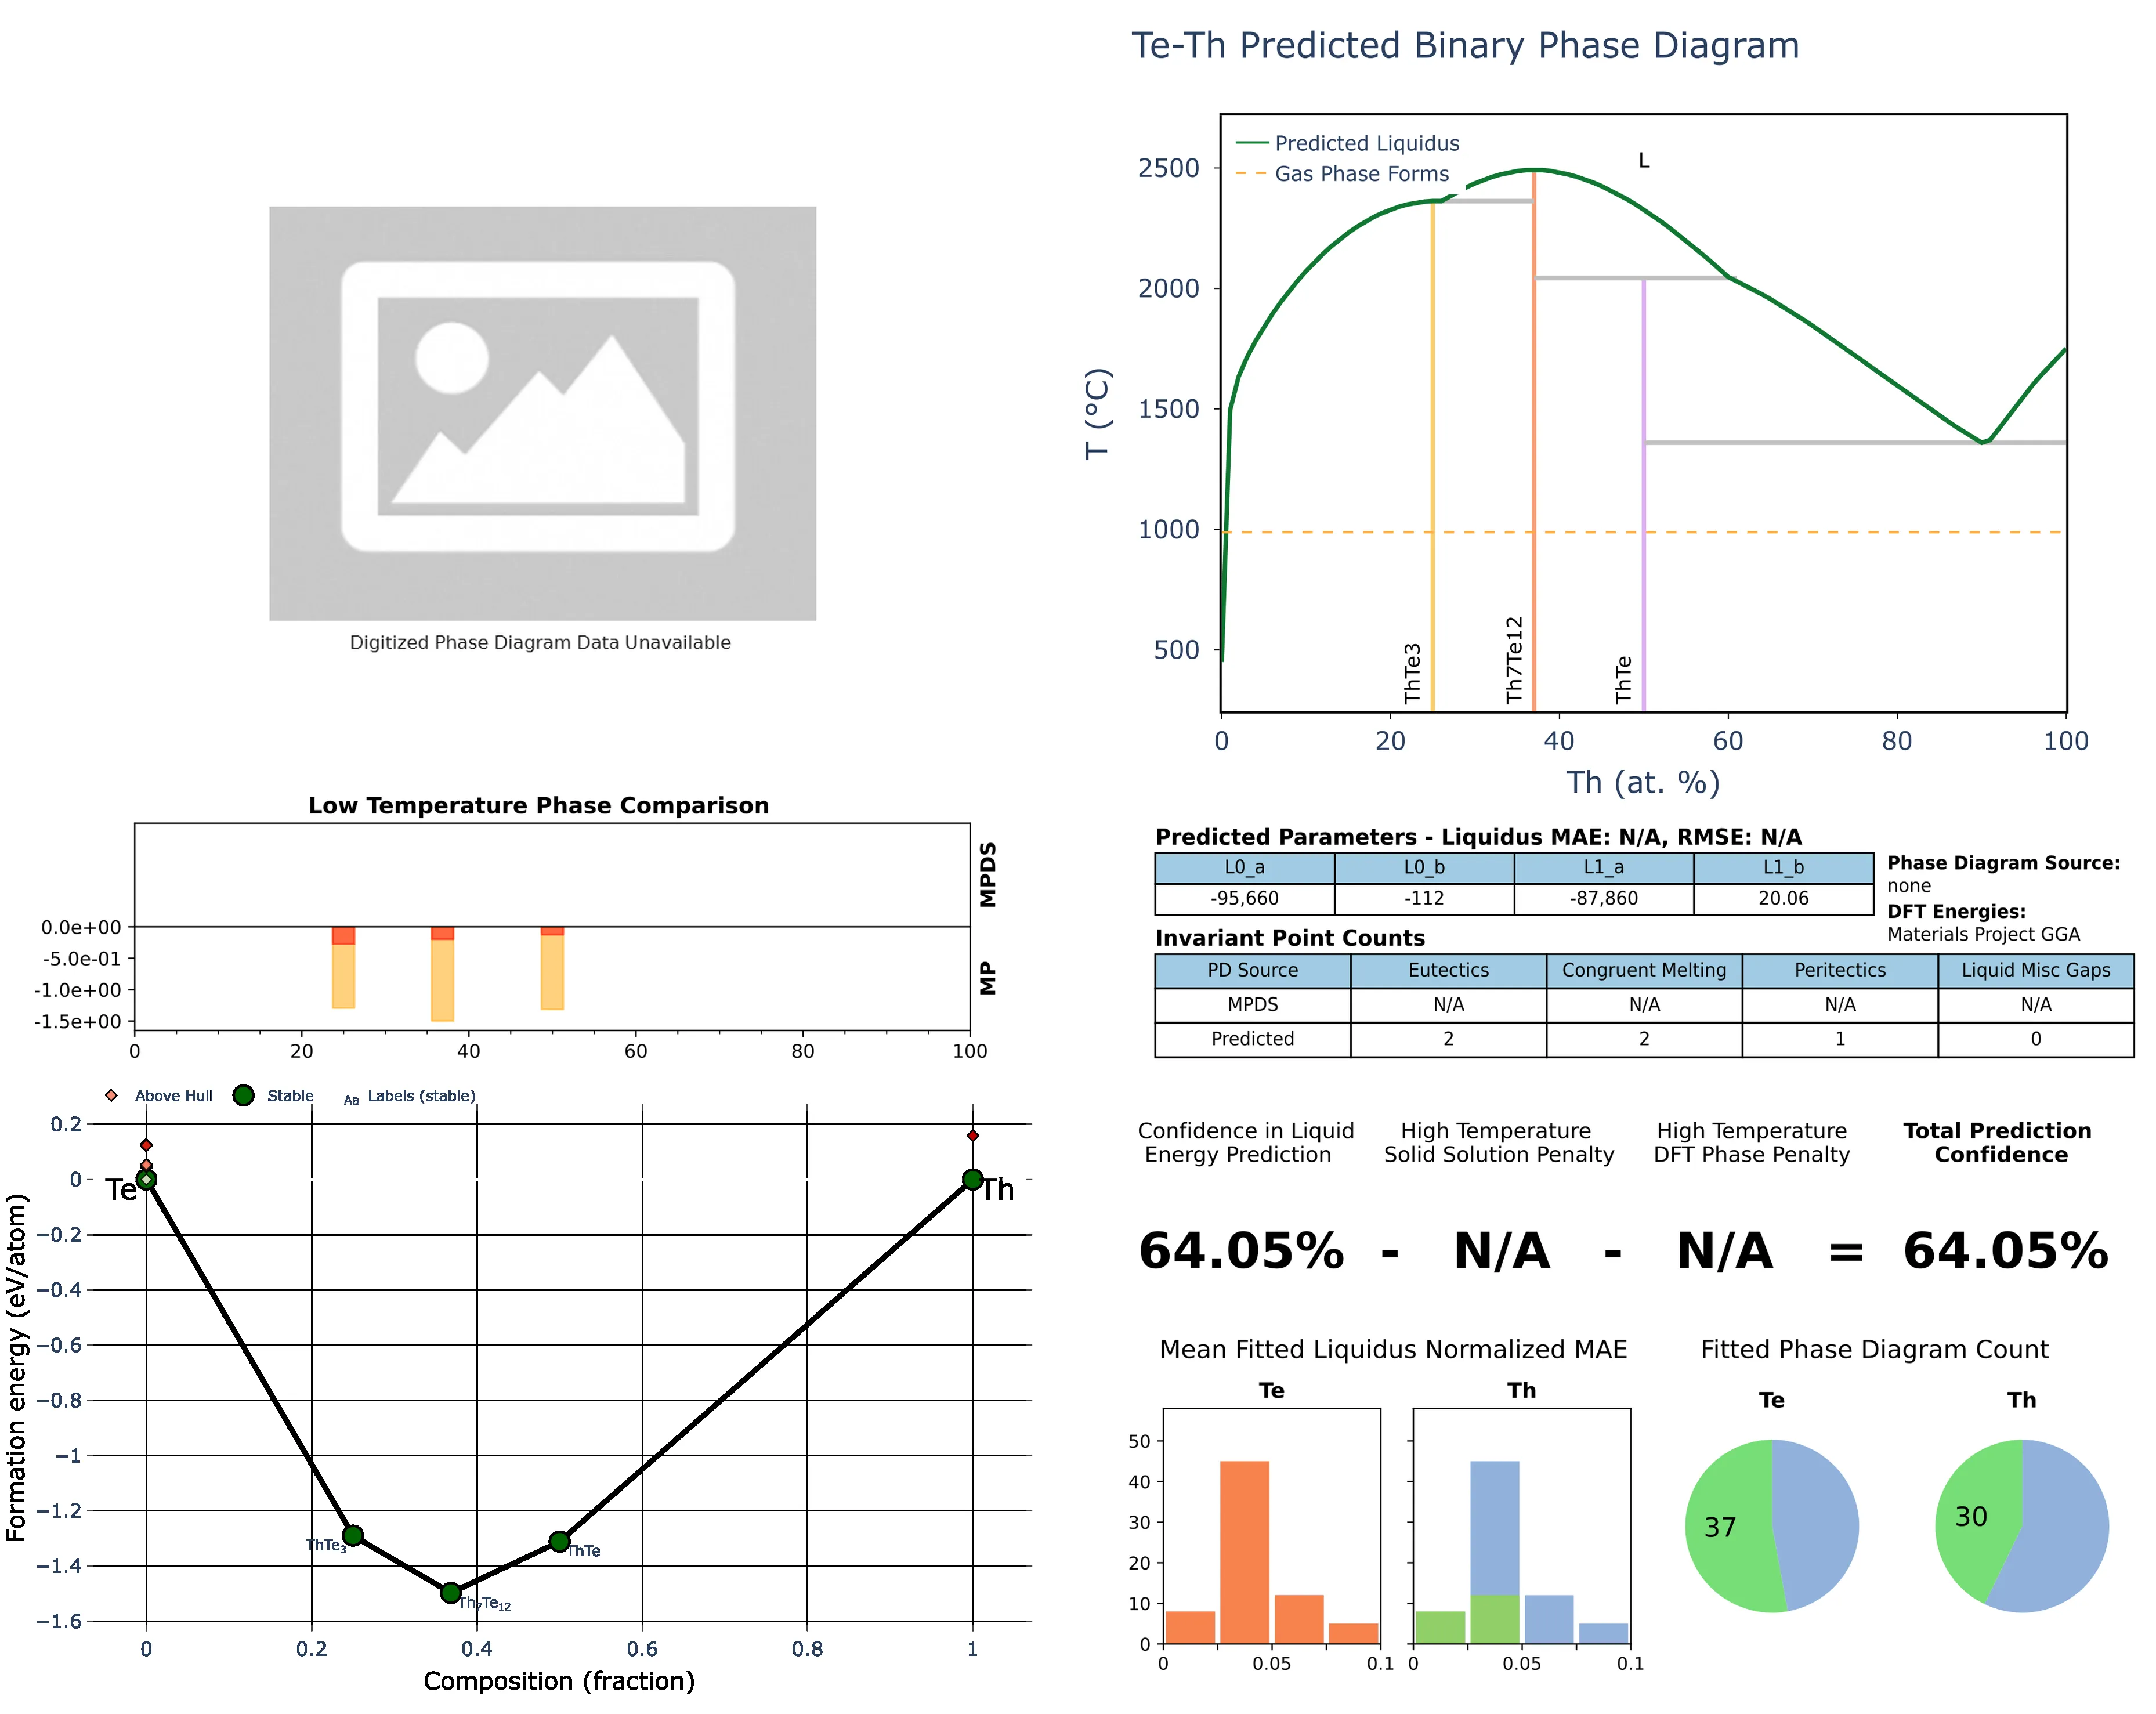 Te-Th Predicted Binary Phase Diagram
Predicted Liquidus
Gas Phase Forms
L
2500
2000
1500
1000
500
T (°C)
ThTe3
Th7Te12
ThTe
0 20 40 60 80 100
Th (at. %)
Digitized Phase Diagram Data Unavailable
Low Temperature Phase Comparison
MPDS
MP
0.0e+00
-5.0e-01
-1.0e+00
-1.5e+00
0 20 40 60 80 100
Predicted Parameters - Liquidus MAE: N/A, RMSE: N/A
L0_a L0_b L1_a L1_b
-95,660 -112 -87,860 20.06
Phase Diagram Source:
none
DFT Energies:
Materials Project GGA
Invariant Point Counts
PD Source Eutectics Congruent Melting Peritectics Liquid Misc Gaps
MPDS N/A N/A N/A N/A
Predicted 2 2 1 0
Above Hull Stable Aa Labels (stable)
0.2
0
−0.2
−0.4
−0.6
−0.8
−1
−1.2
−1.4
−1.6
Formation energy (eV/atom)
Te
Th
ThTe3
Th7Te12
ThTe
0 0.2 0.4 0.6 0.8 1
Composition (fraction)
Confidence in Liquid
Energy Prediction
High Temperature
Solid Solution Penalty
High Temperature
DFT Phase Penalty
Total Prediction
Confidence
64.05% - N/A - N/A = 64.05%
Mean Fitted Liquidus Normalized MAE
Te
Th
50
40
30
20
10
0
0 0.05 0.1
0 0.05 0.1
Fitted Phase Diagram Count
Te
Th
37
30